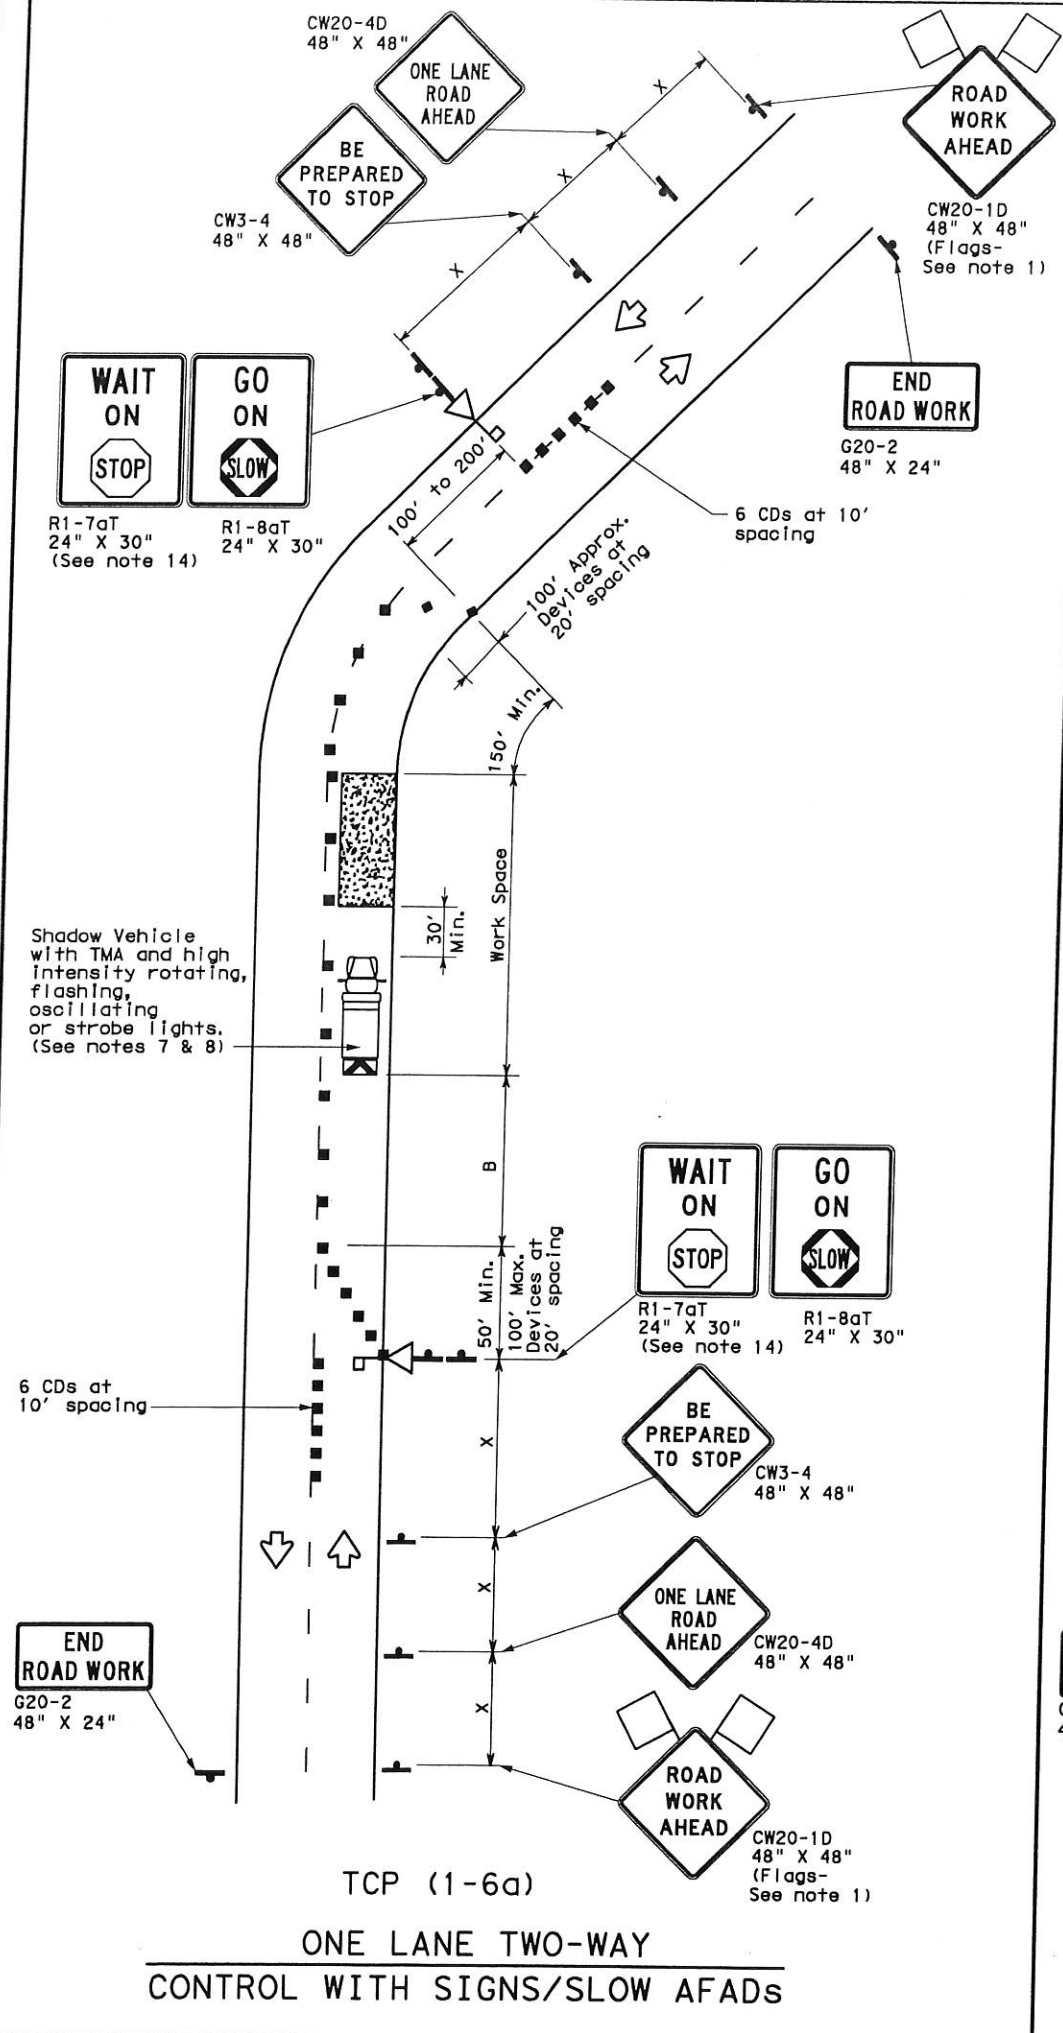 CW20-4D
48" X 48"
ONE LANE
ROAD
AHEAD
BE
PREPARED
TO STOP
CW3-4
48" X 48"
X
X
X
ROAD
WORK
AHEAD
CW20-1D
48" X 48"
(Flags-
See note 1)
WAIT
ON
STOP
GO
ON
SLOW
R1-7aT
24" X 30"
(See note 14)
R1-8aT
24" X 30"
END
ROAD WORK
G20-2
48" X 24"
100' to 200'
6 CDs at 10'
spacing
100' Approx.
Devices at
20' spacing
150' Min.
Work Space
30'
Min.
Shadow Vehicle
with TMA and high
intensity rotating,
flashing,
oscillating
or strobe lights.
(See notes 7 & 8)
B
50' Min.
100' Max.
Devices at
20' spacing
WAIT
ON
STOP
GO
ON
SLOW
R1-7aT
24" X 30"
(See note 14)
R1-8aT
24" X 30"
6 CDs at
10' spacing
X
BE
PREPARED
TO STOP
CW3-4
48" X 48"
X
ONE LANE
ROAD
AHEAD
CW20-4D
48" X 48"
END
ROAD WORK
G20-2
48" X 24"
X
ROAD
WORK
AHEAD
CW20-1D
48" X 48"
(Flags-
See note 1)
TCP (1-6a)
ONE LANE TWO-WAY
CONTROL WITH SIGNS/SLOW AFADs